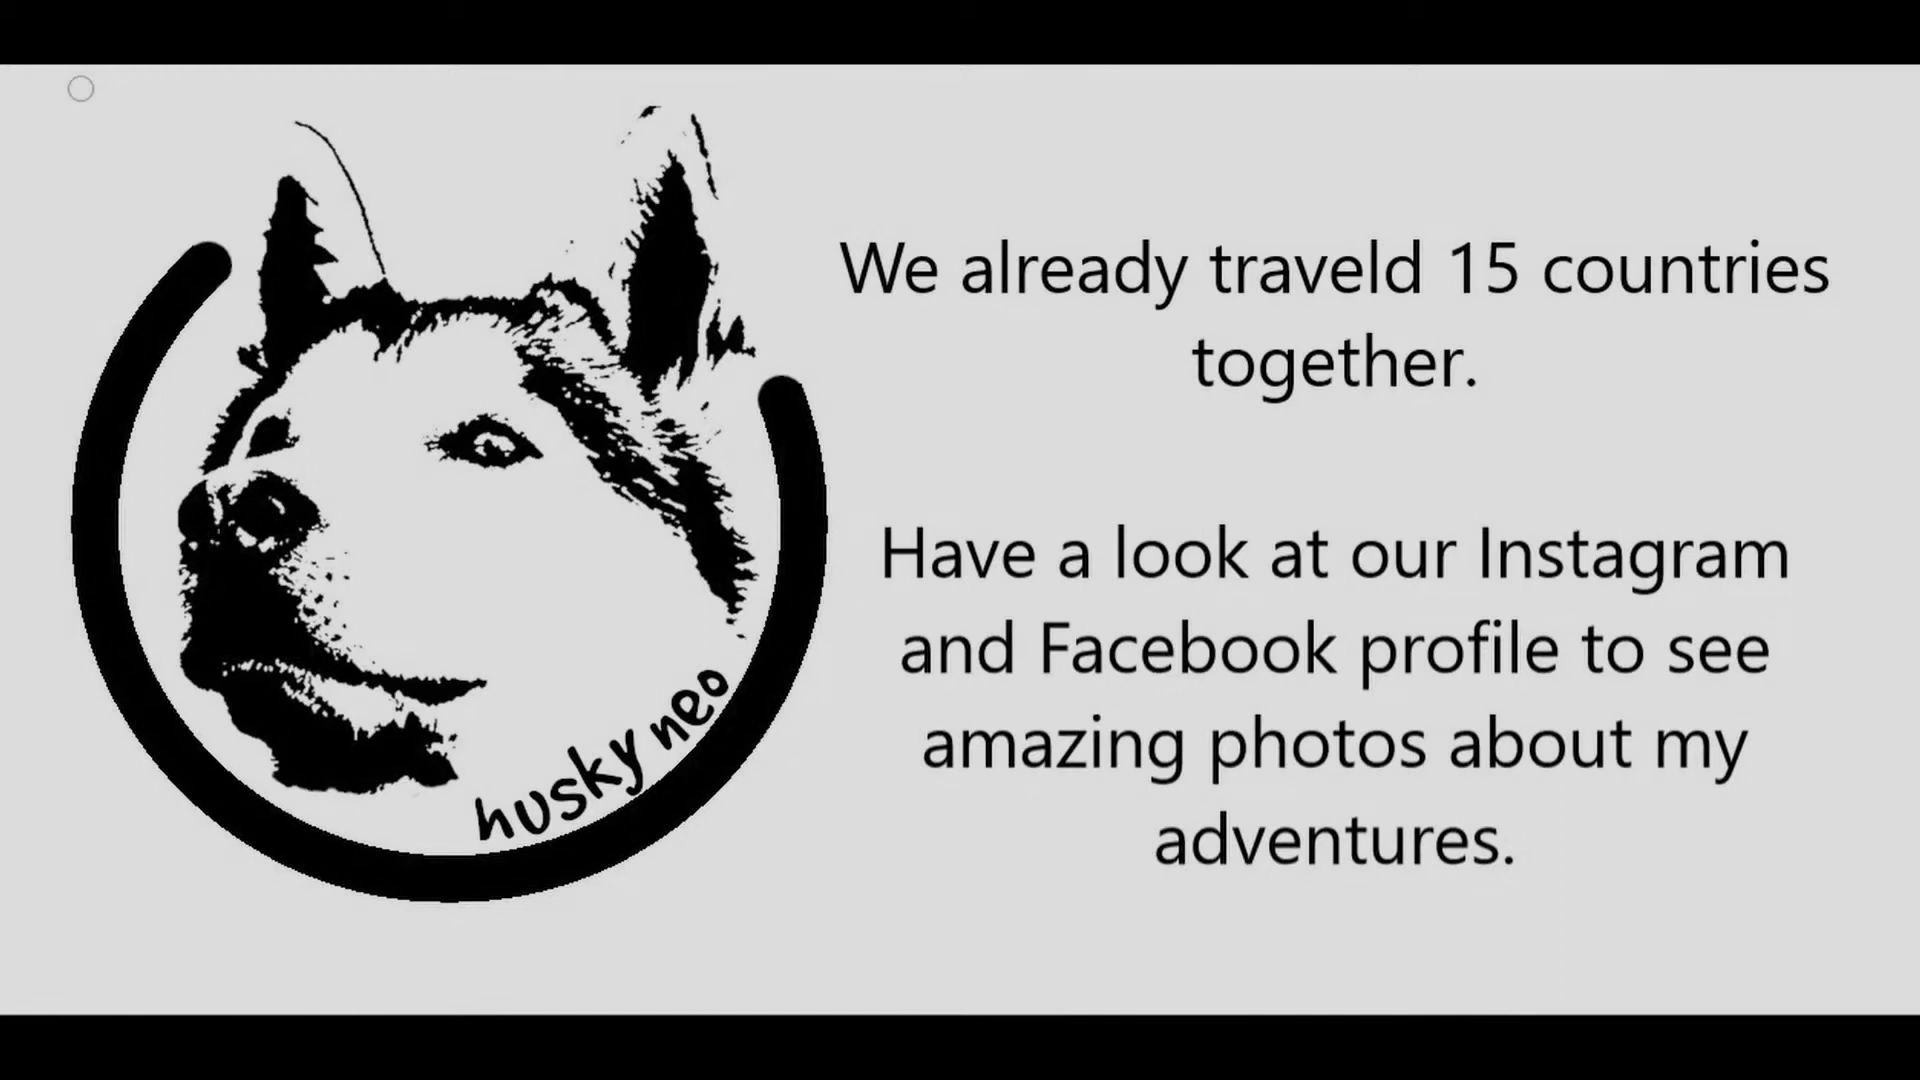 husky neo
We already traveld 15 countries
together.
Have a look at our Instagram
and Facebook profile to see
amazing photos about my
adventures.